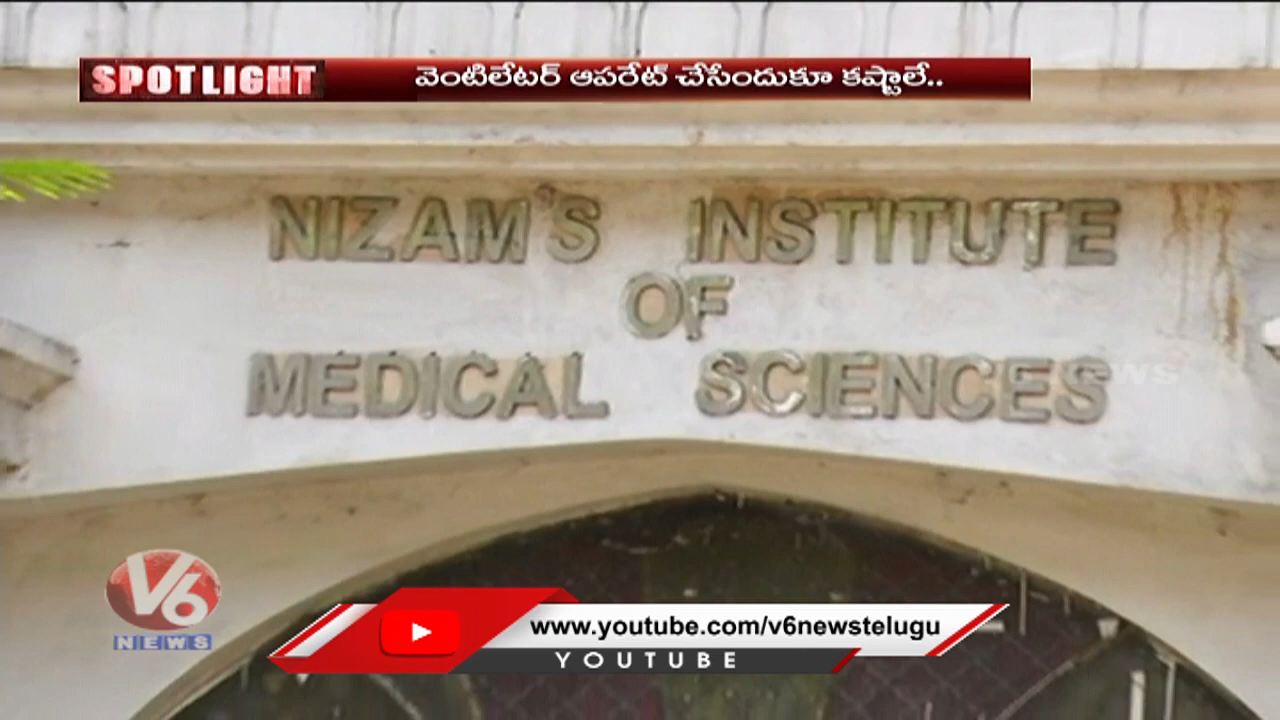 SPOTLIGHT
వెంటిలేటర్ ఆపరేట్ చేసేందుకూ కష్టాలే..
NIZAM'S INSTITUTE
OF
MEDICAL SCIENCES
V6
NEWS
www.youtube.com/v6newstelugu
YOUTUBE